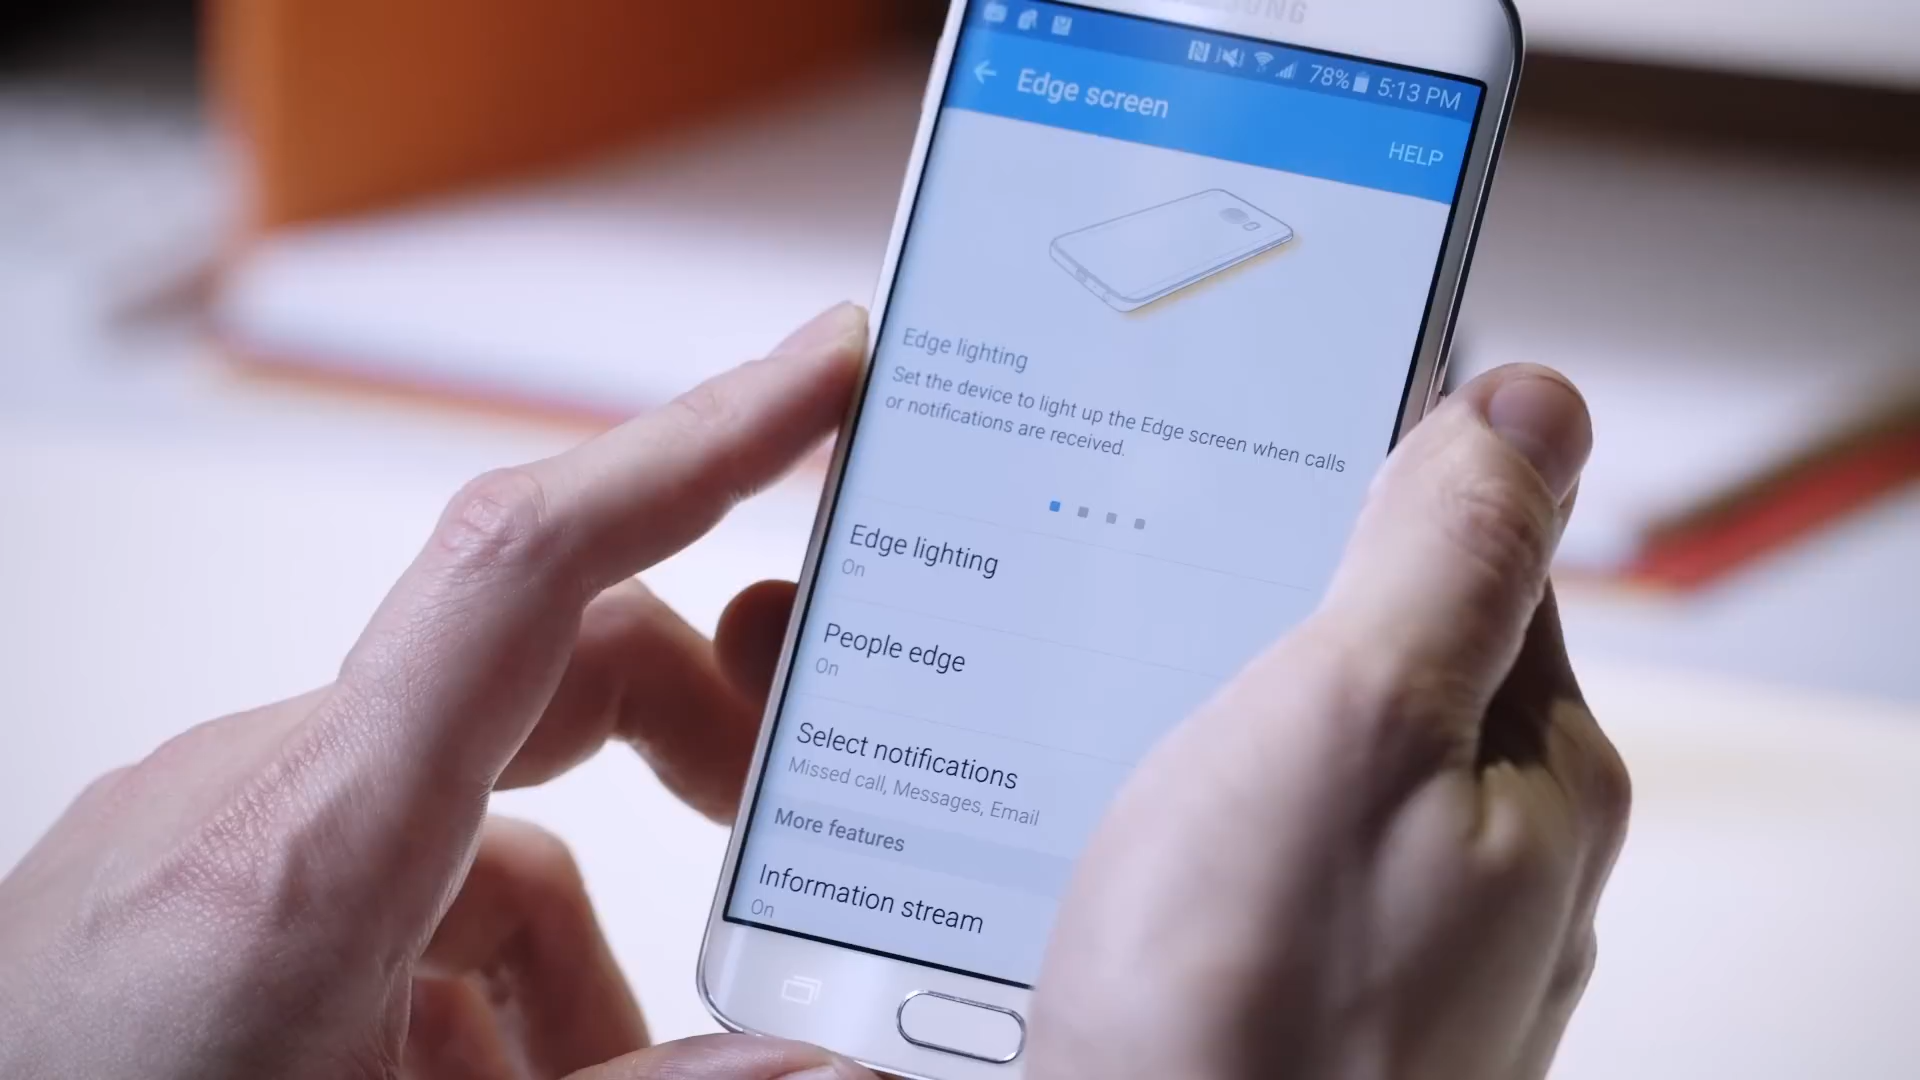 78% 5:13 PM
Edge screen
HELP
Edge lighting
Set the device to light up the Edge screen when calls
or notifications are received.
Edge lighting
On
People edge
On
Select notifications
Missed call, Messages, Email
More features
Information stream
On